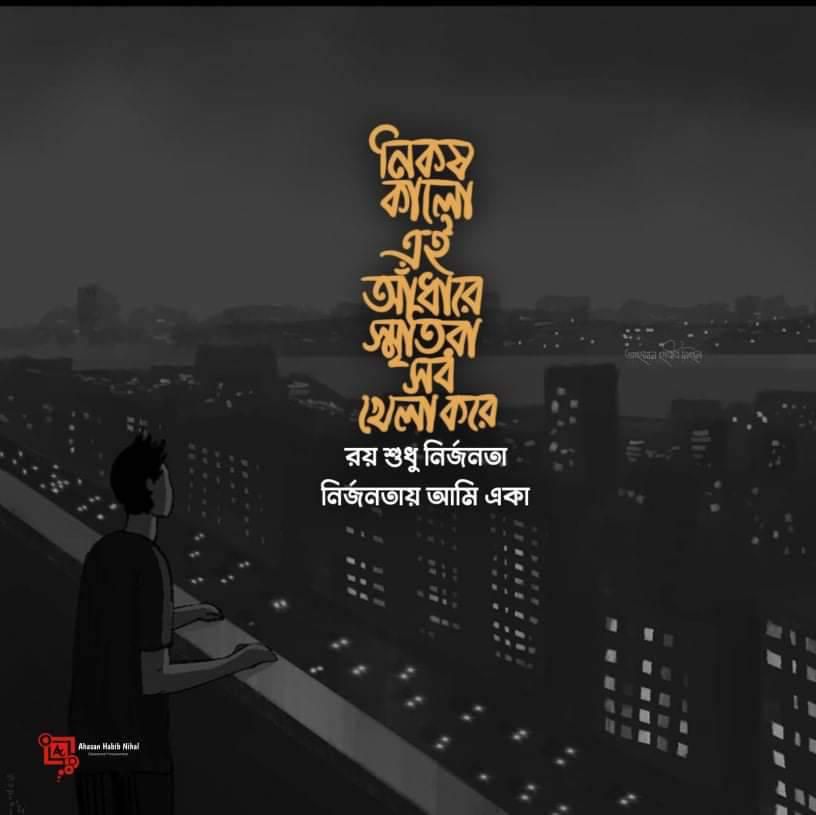 নিকষ
কালো
এই
আঁধারে
স্মৃতিরা
সব
খেলা করে
রয় শুধু নির্জনতা
নির্জনতায় আমি একা
আহসান হাবিব নিহাল
Ahasan Habib Nihal